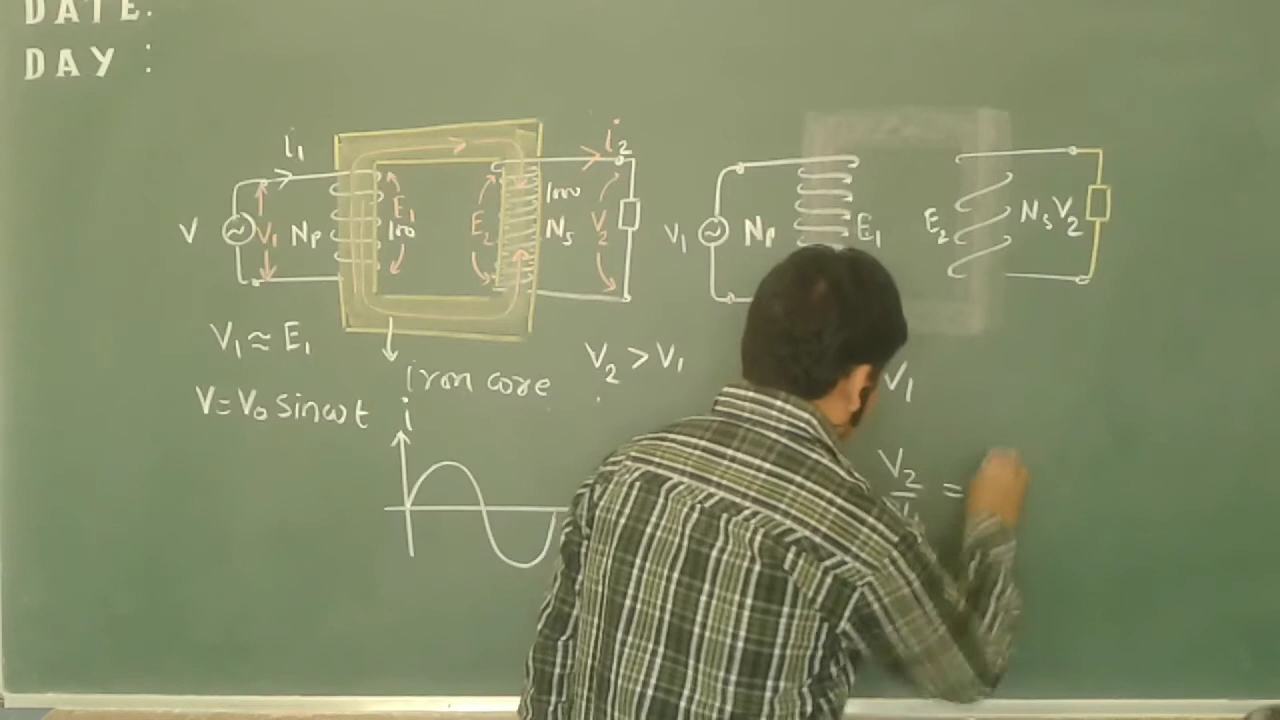 DATE:
DAY :
i₁
i₂
V
V₁
Np
E₁
100
E₂
1000
Ns
V₂
V₁ ≈ E₁
iron core
V₂ > V₁
V = V₀ sinωt
i
V₁
Np
E₁
E₂
Ns
V₂
V₁
V₂ =